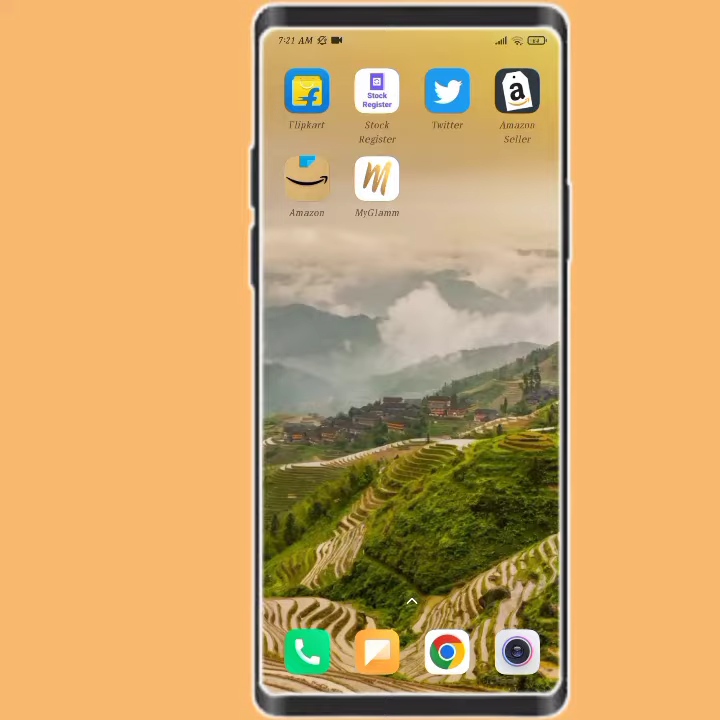 7:21 AM
Flipkart
Stock
Register
Stock
Register
Twitter
a
Amazon
Seller
Amazon
MyGlamm